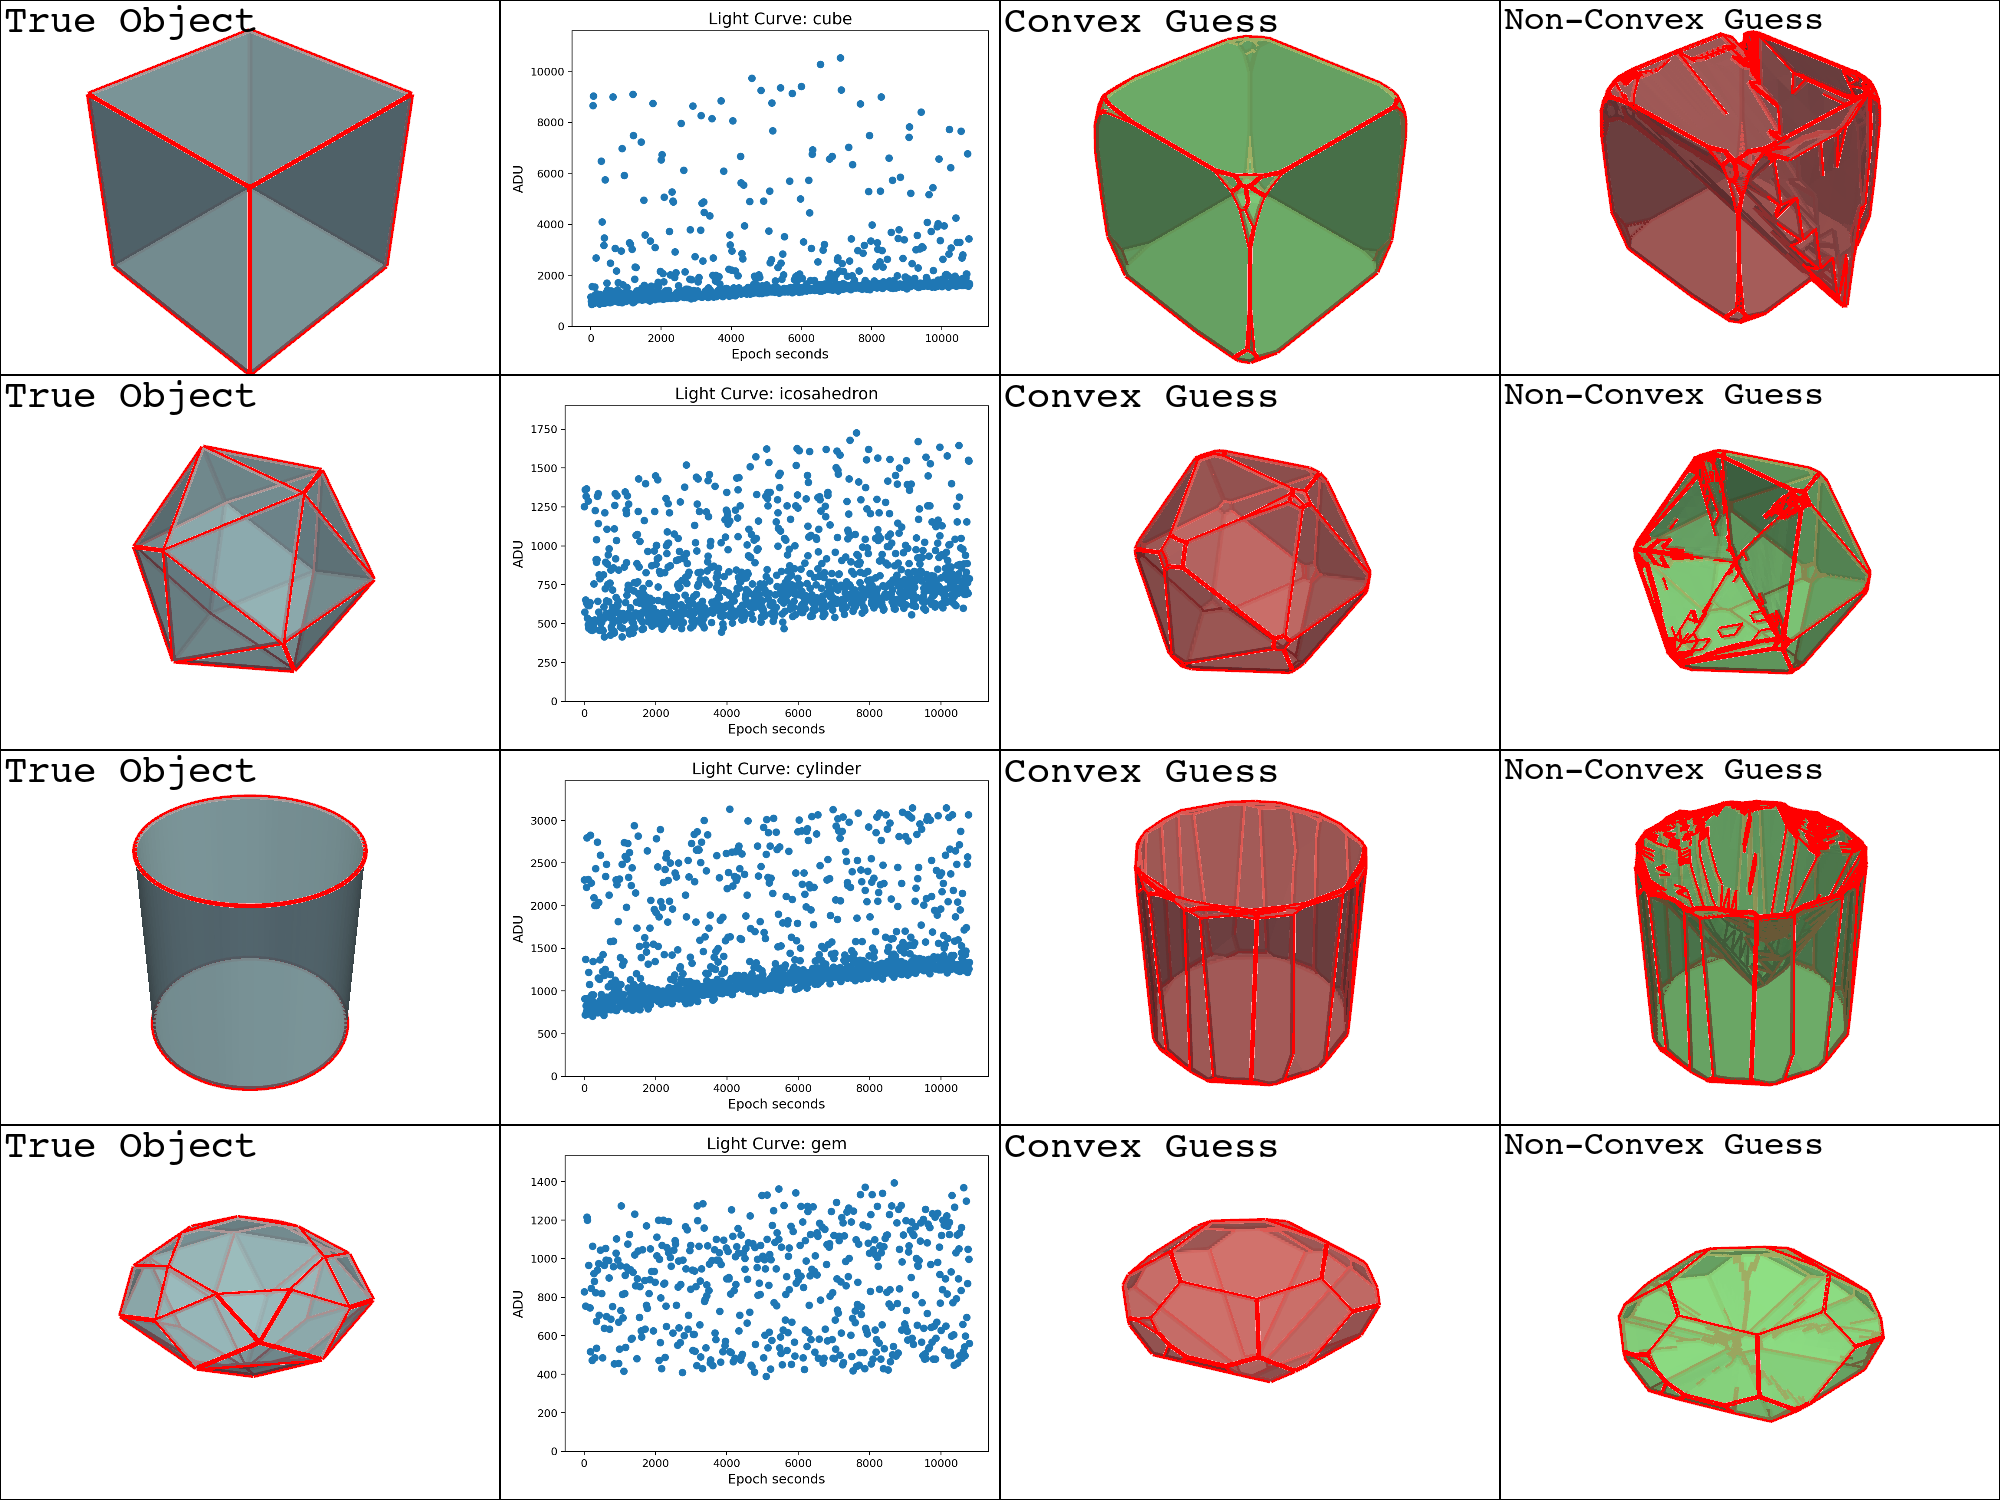 True Object
Light Curve: cube
10000
8000
6000
4000
2000
0
ADU
0 2000 4000 6000 8000 10000
Epoch seconds
Convex Guess
Non-Convex Guess
True Object
Light Curve: icosahedron
1750
1500
1250
1000
750
500
250
0
ADU
0 2000 4000 6000 8000 10000
Epoch seconds
Convex Guess
Non-Convex Guess
True Object
Light Curve: cylinder
3000
2500
2000
1500
1000
500
0
ADU
0 2000 4000 6000 8000 10000
Epoch seconds
Convex Guess
Non-Convex Guess
True Object
Light Curve: gem
1400
1200
1000
800
600
400
200
0
ADU
0 2000 4000 6000 8000 10000
Epoch seconds
Convex Guess
Non-Convex Guess